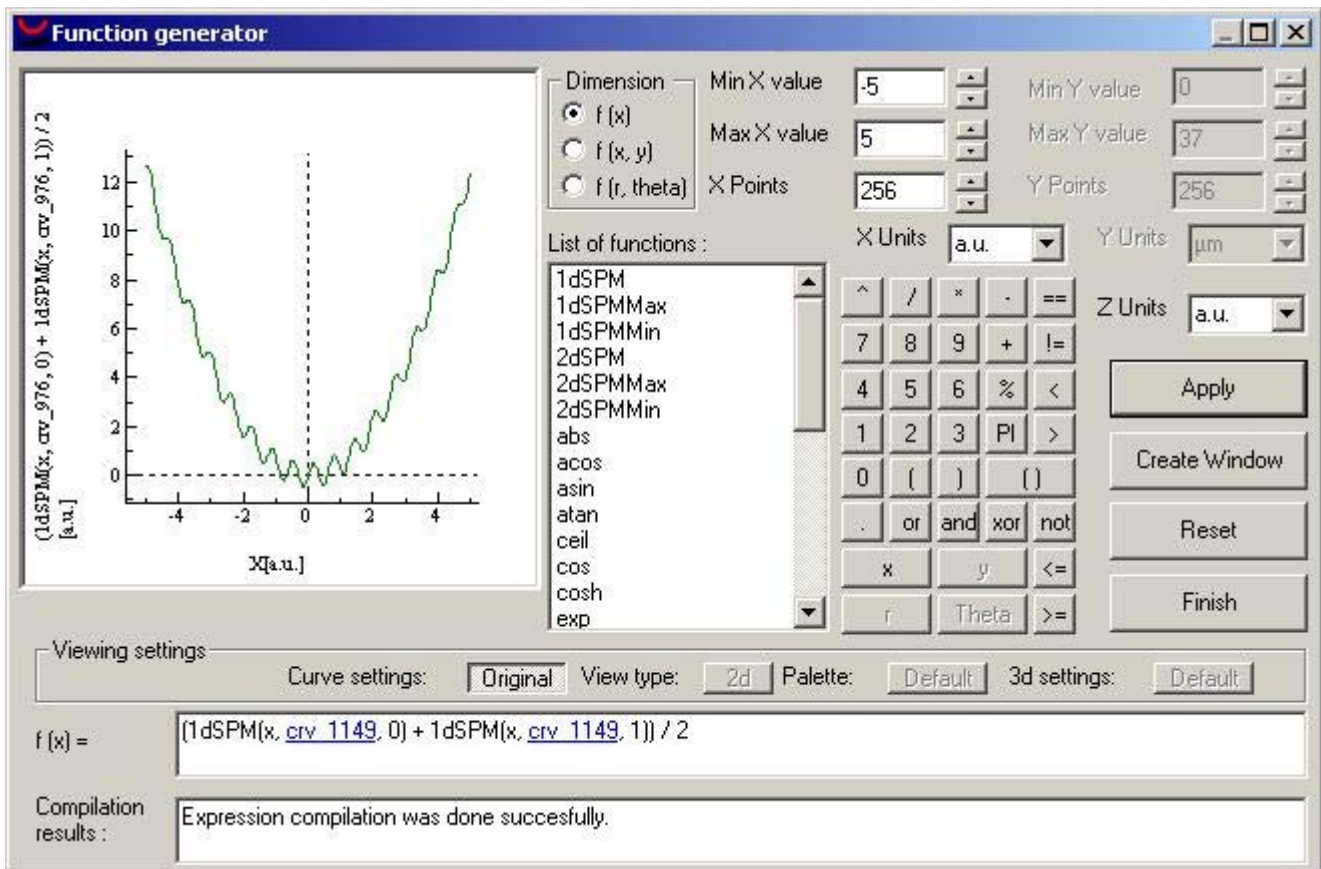 Function generator
(1dSPM(x, crv_976, 0) + 1dSPM(x, crv_976, 1)) / 2
[a.u.]
12
10
8
6
4
2
0
-4 -2 0 2 4
X[a.u.]
Dimension
f (x)
f (x, y)
f (r, theta)
Min X value -5
Max X value 5
X Points 256
Min Y value 0
Max Y value 37
Y Points 256
X Units a.u.
Y Units µm
Z Units a.u.
List of functions :
1dSPM
1dSPMMax
1dSPMMin
2dSPM
2dSPMMax
2dSPMMin
abs
acos
asin
atan
ceil
cos
cosh
exp
^ / * - ==
7 8 9 + !=
4 5 6 % <
1 2 3 PI >
0 ( ) ( )
. or and xor not
x y <=
r Theta >=
Apply
Create Window
Reset
Finish
Viewing settings
Curve settings: Original View type: 2d Palette: Default 3d settings: Default
f (x) = (1dSPM(x, crv_1149, 0) + 1dSPM(x, crv_1149, 1)) / 2
Compilation
results :
Expression compilation was done succesfully.